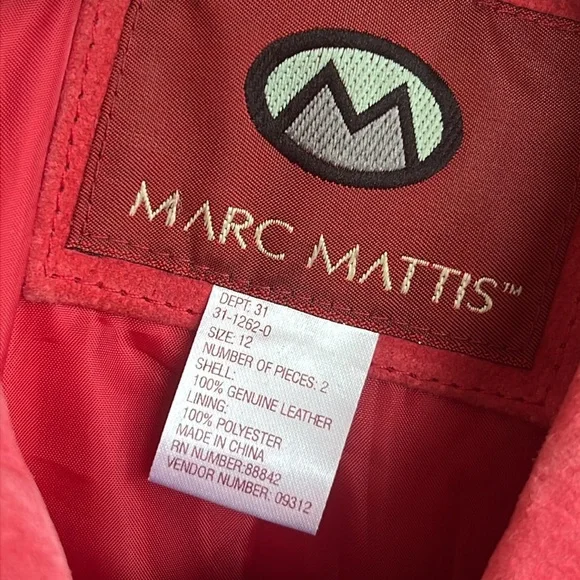 MARC MATTIS™
DEPT: 31
31-1262-0
SIZE: 12
NUMBER OF PIECES: 2
SHELL:
100% GENUINE LEATHER
LINING:
100% POLYESTER
MADE IN CHINA
RN NUMBER:88842
VENDOR NUMBER: 09312